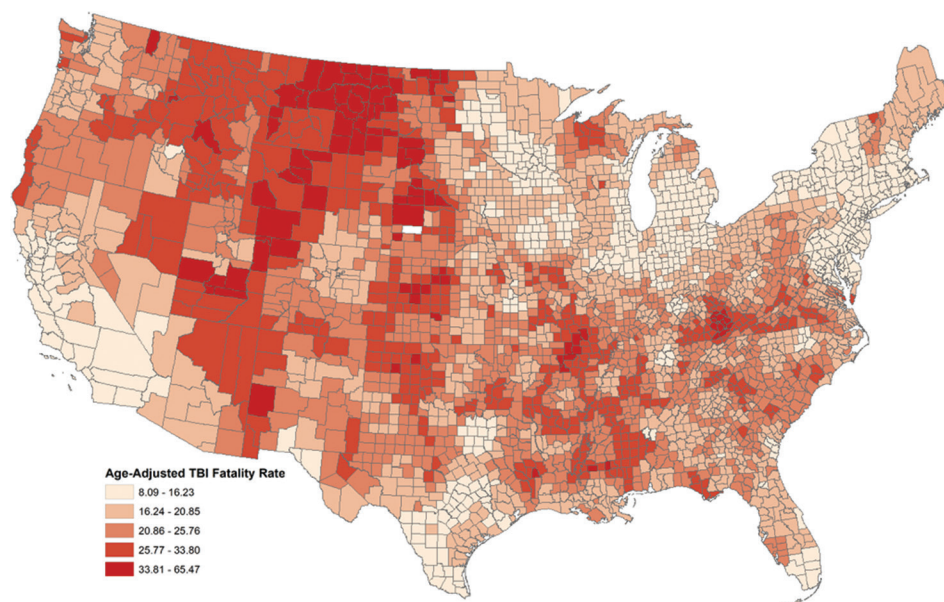 Age-Adjusted TBI Fatality Rate
8.09 - 16.23
16.24 - 20.85
20.86 - 25.76
25.77 - 33.80
33.81 - 65.47